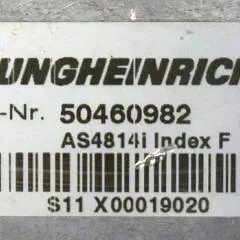 UNGHEINRICH
-Nr. 50460982
AS4814i Index F
S11 X00019020